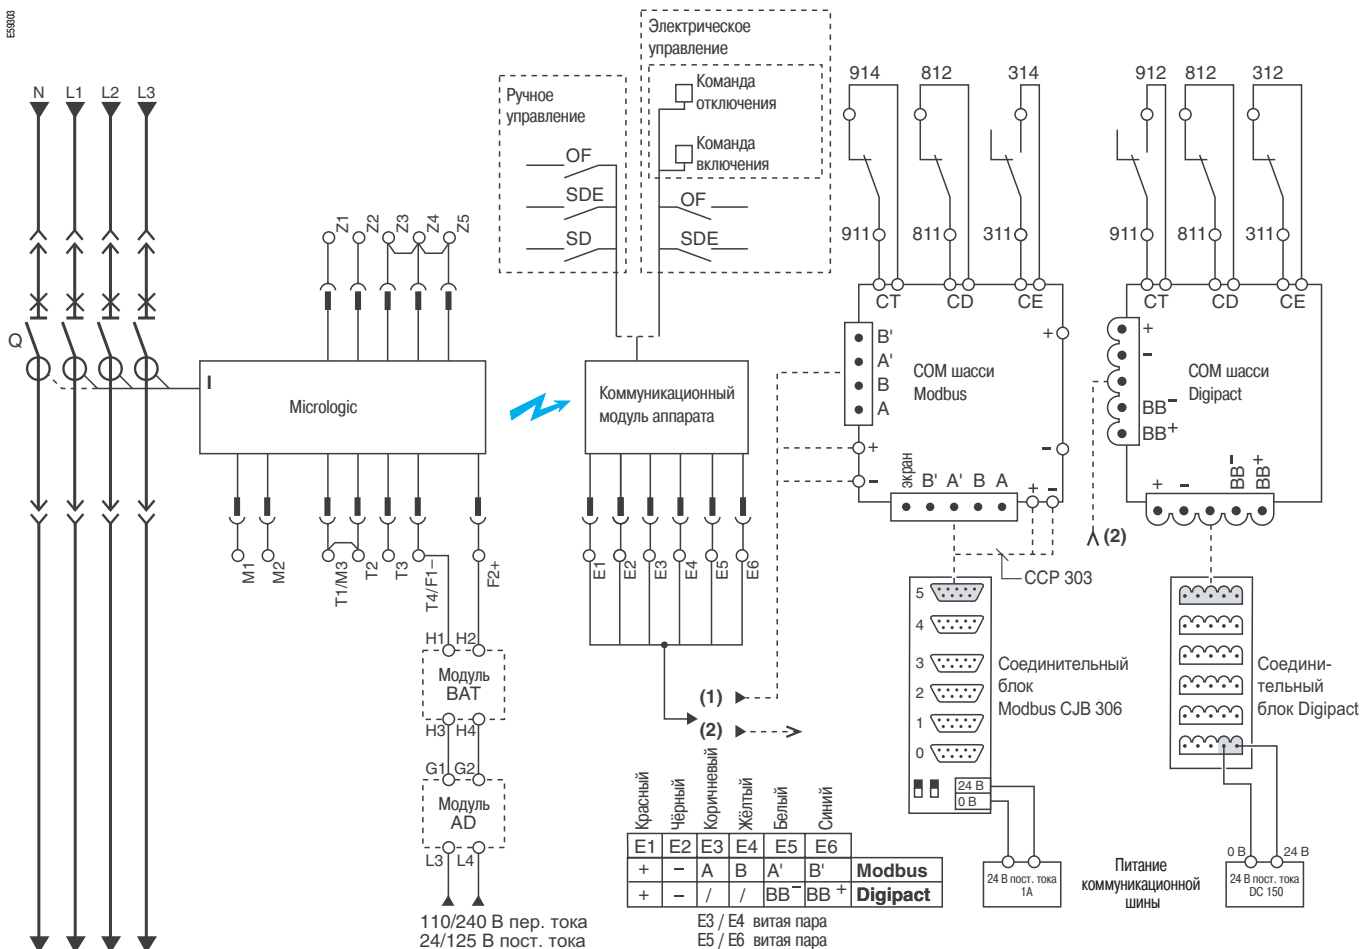 E59303
N L1 L2 L3
Q
Z1 Z2 Z3 Z4 Z5
I
Micrologic
M1 M2 T1/M3 T2 T3 T4/F1– F2+
H1 H2
Модуль
BAT
H3 H4
G1 G2
Модуль
AD
L3 L4
110/240 В пер. тока
24/125 В пост. тока
Ручное
управление
OF
SDE
SD
Электрическое
управление
Команда
отключения
Команда
включения
OF
SDE
Коммуникационный
модуль аппарата
E1 E2 E3 E4 E5 E6
(1)
(2)
Красный Чёрный Коричневый Жёлтый Белый Синий
E1 E2 E3 E4 E5 E6
+ – A B A' B' Modbus
+ – / / BB– BB+ Digipact
E3 / E4 витая пара
E5 / E6 витая пара
914 812 314
911 811 311
CT CD CE
B'
A'
B
A
+
–
+
–
COM шасси
Modbus
экран B' A' B A + –
CCP 303
5
4
3
2
1
0
Соединительный
блок
Modbus CJB 306
24 В
0 В
24 В пост. тока
1А
Питание
коммуникационной
шины
912 812 312
911 811 311
CT CD CE
+
–
BB–
BB+
COM шасси
Digipact
+ – BB– BB+
(2)
Соедини-
тельный
блок Digipact
0 В 24 В
24 В пост. тока
DC 150